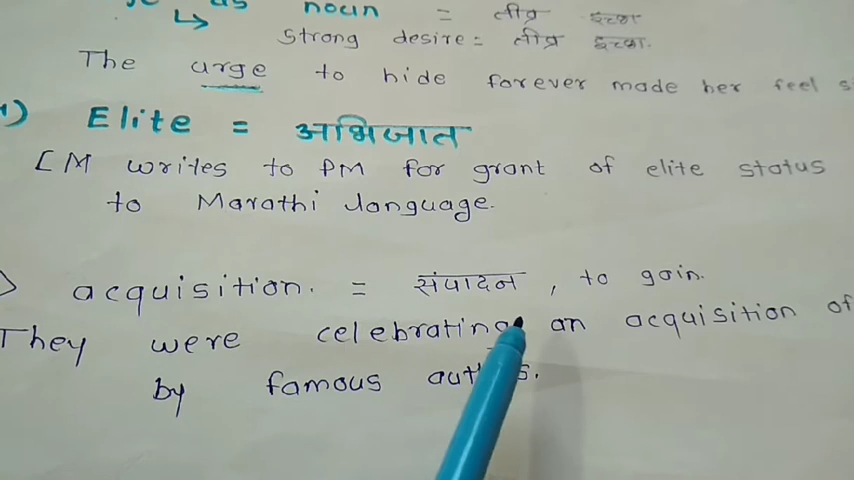 as noun = तीव्र इच्छा
strong desire = तीव्र इच्छा.
The urge to hide forever made her feel
Elite = अभिजात
CM writes to PM for grant of elite status
to Marathi language.
acquisition. = संपादन , to gain.
They were celebrating an acquisition of
by famous